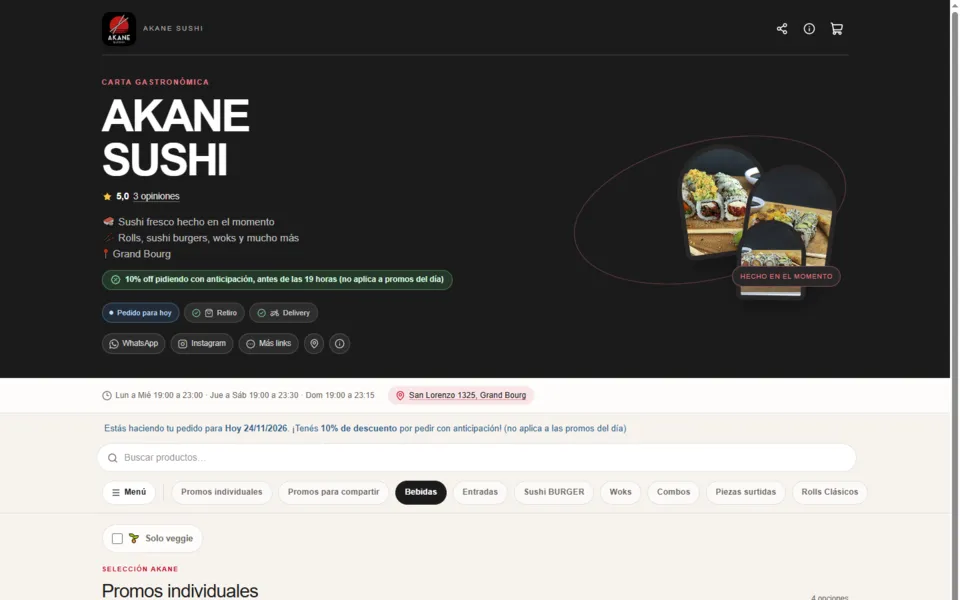 AKANE
AKANE SUSHI
CARTA GASTRONÓMICA
AKANE
SUSHI
5,0 3 opiniones
Sushi fresco hecho en el momento
Rolls, sushi burgers, woks y mucho más
Grand Bourg
HECHO EN EL MOMENTO
10% off pidiendo con anticipación, antes de las 19 horas (no aplica a promos del día)
Pedido para hoy Retiro Delivery
WhatsApp Instagram Más links
Lun a Mié 19:00 a 23:00 · Jue a Sáb 19:00 a 23:30 · Dom 19:00 a 23:15 San Lorenzo 1325, Grand Bourg
Estás haciendo tu pedido para Hoy 24/11/2026. ¡Tenés 10% de descuento por pedir con anticipación! (no aplica a las promos del día)
Buscar productos...
Menú Promos individuales Promos para compartir Bebidas Entradas Sushi BURGER Woks Combos Piezas surtidas Rolls Clásicos
Solo veggie
SELECCIÓN AKANE
Promos individuales
4 opciones